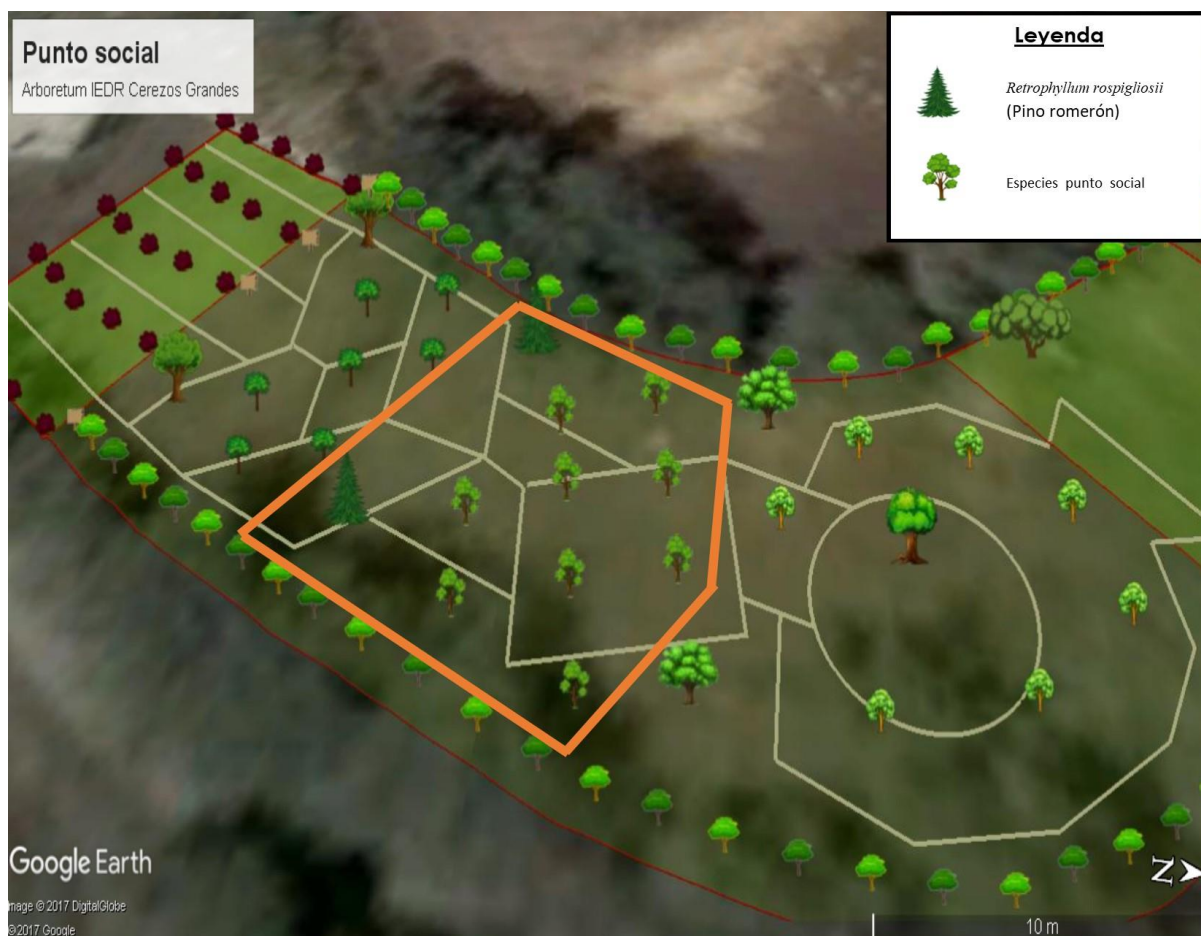 Punto social
Arboretum IEDR Cerezos Grandes
Leyenda
Retrophyllum rospigliosii
(Pino romerón)
Especies punto social
Google Earth
mage © 2017 DigitalGlobe
©2017 Google
N
10 m